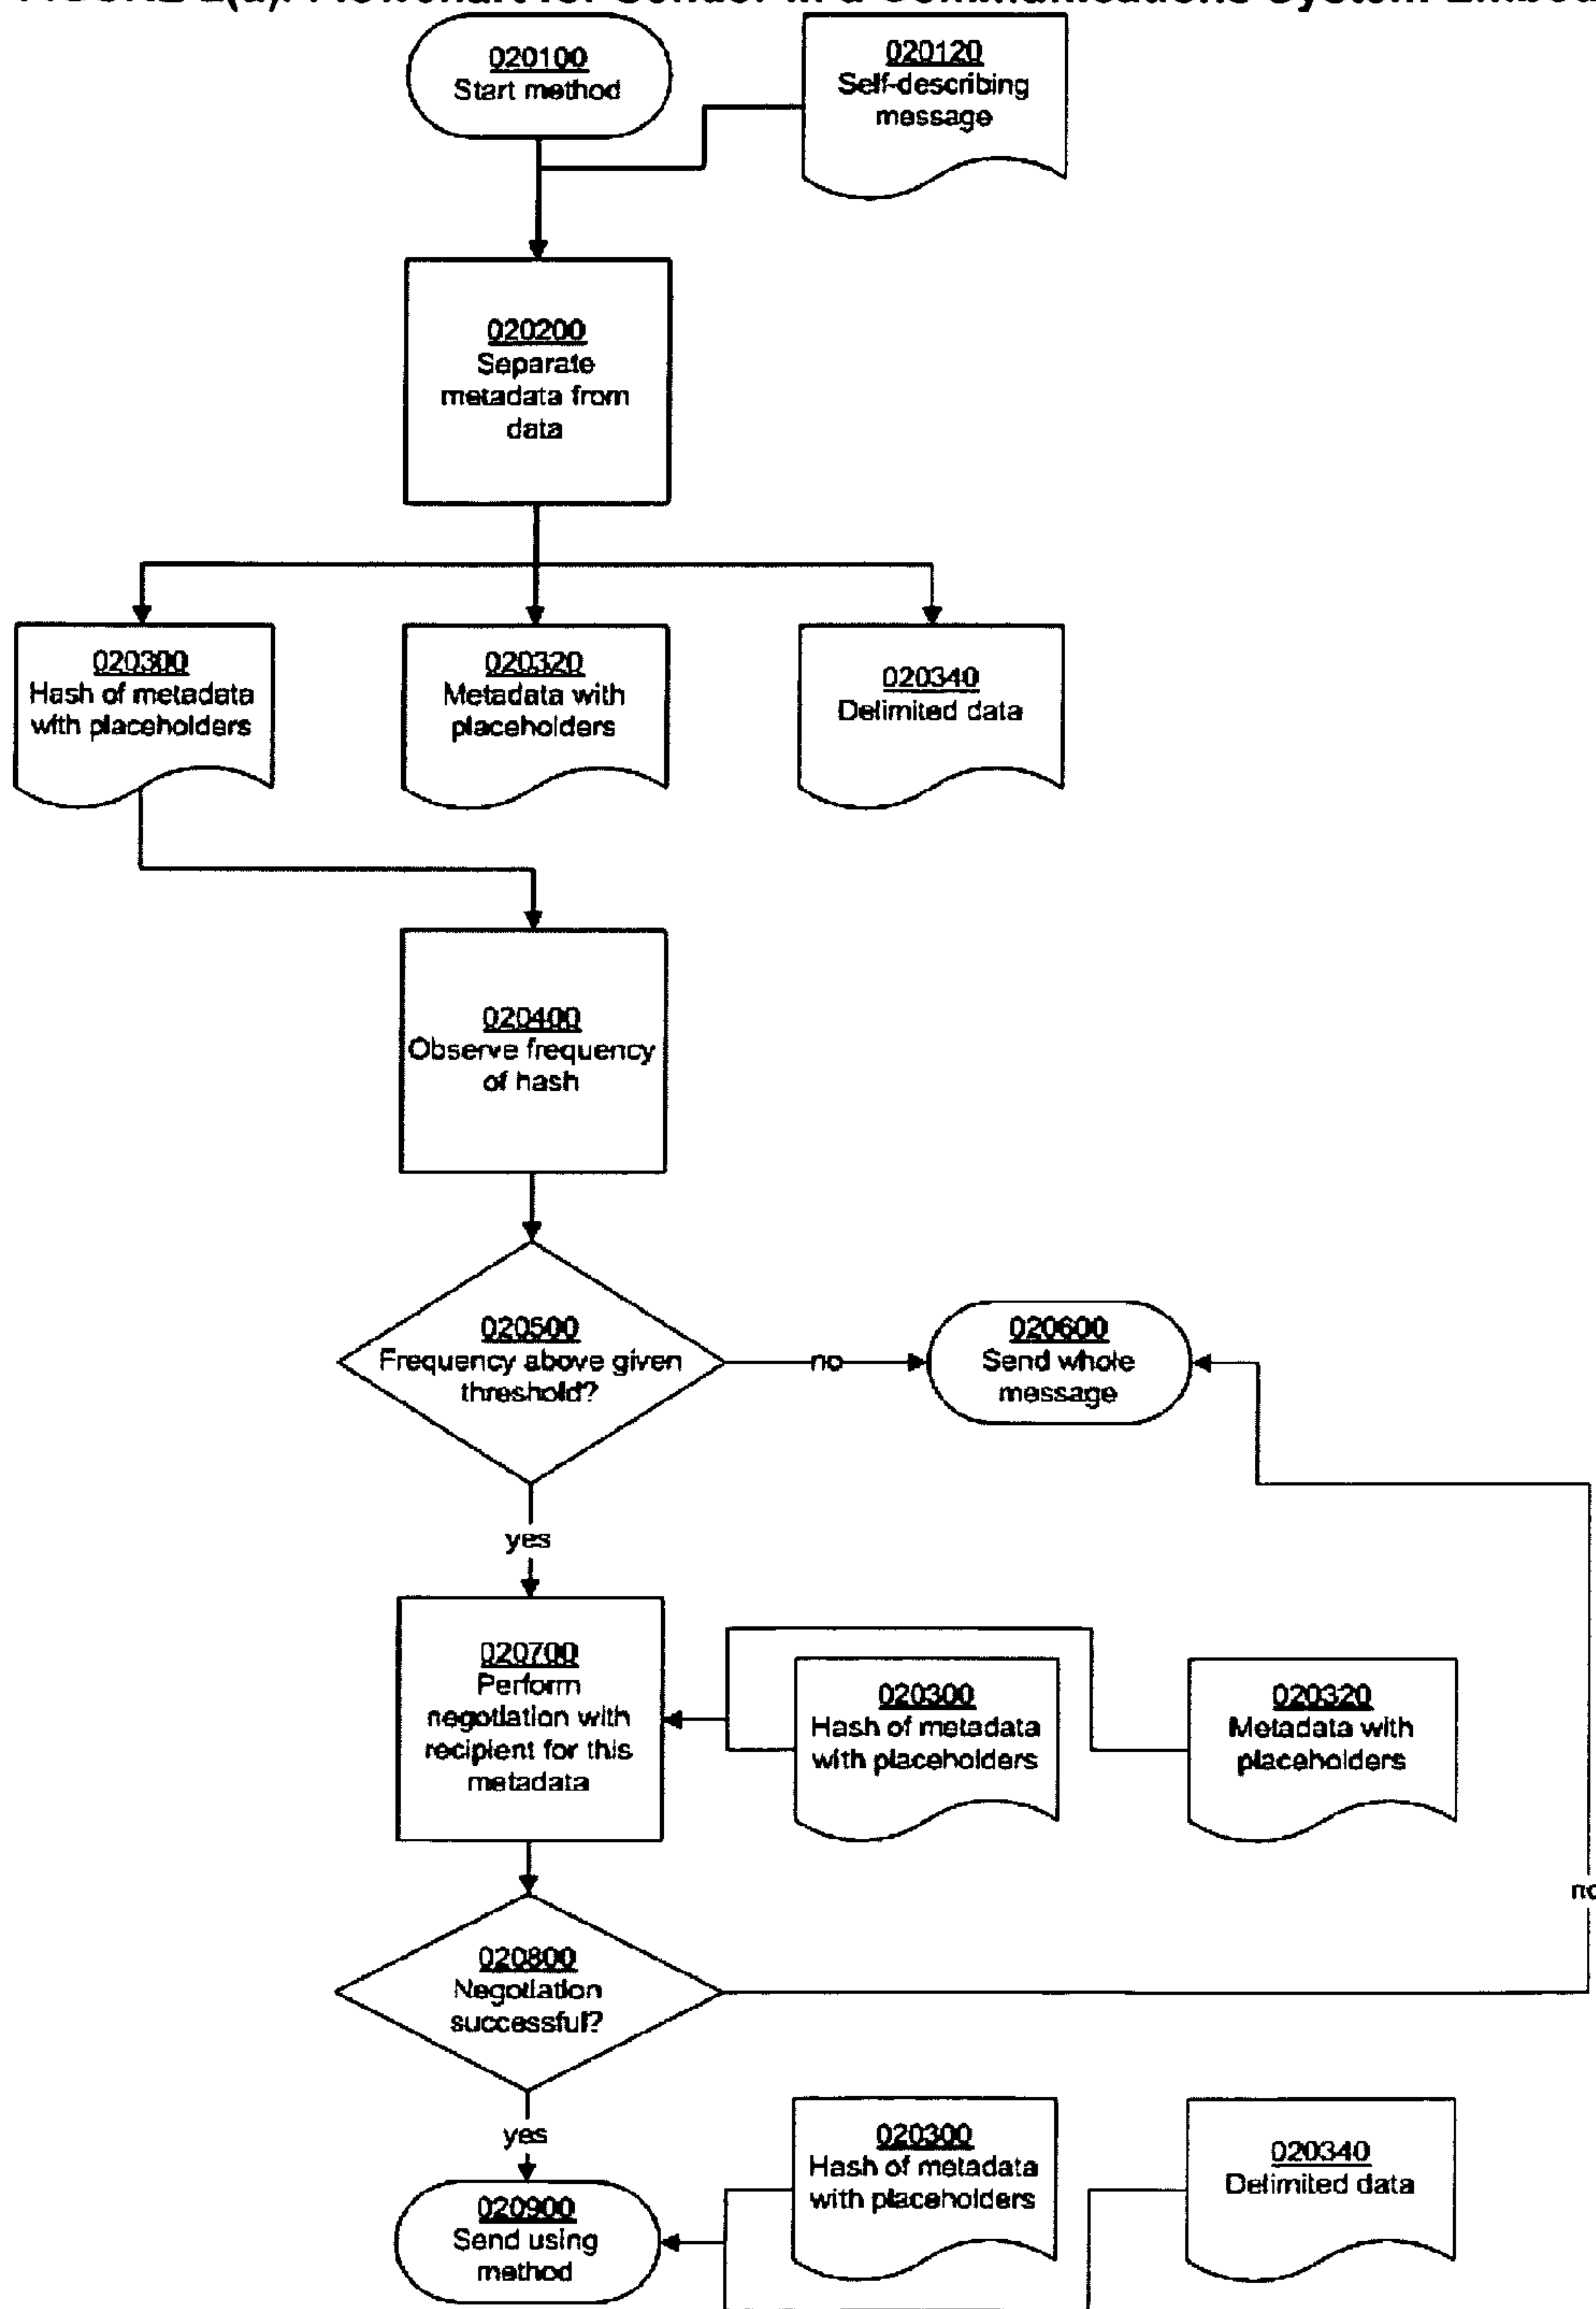 020100
Start method
020120
Self-describing
message
020200
Separate
metadata from
data
020300
Hash of metadata
with placeholders
020320
Metadata with
placeholders
020340
Delimited data
020400
Observe frequency
of hash
020500
Frequency above given
threshold?
no
020600
Send whole
message
yes
020700
Perform
negotiation with
recipient for this
metadata
020300
Hash of metadata
with placeholders
020320
Metadata with
placeholders
no
020800
Negotiation
successful?
yes
020300
Hash of metadata
with placeholders
020340
Delimited data
020900
Send using
method